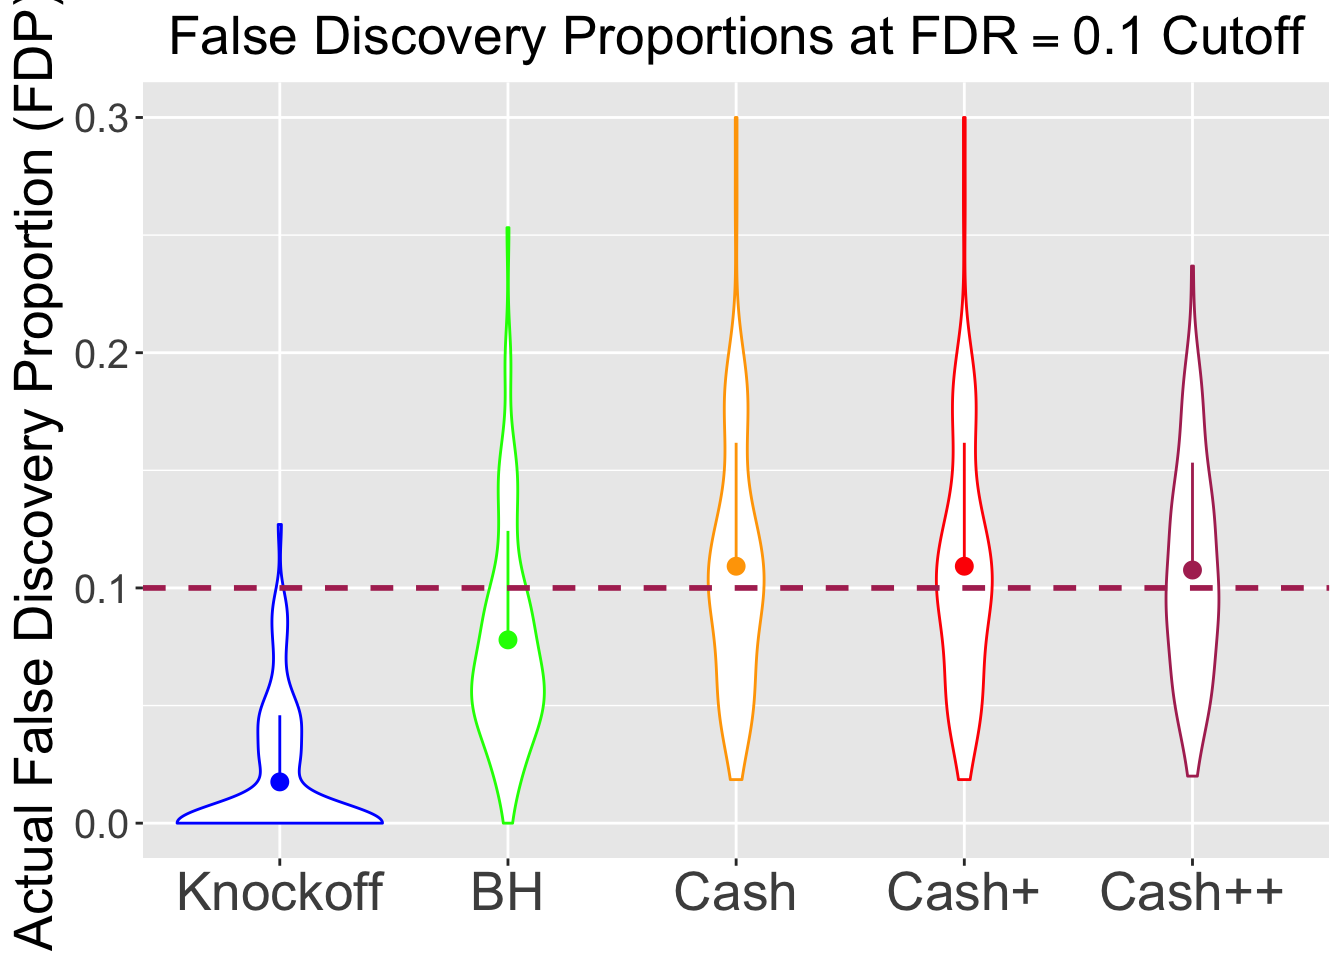 False Discovery Proportions at FDR = 0.1 Cutoff
Actual False Discovery Proportion (FDP)
0.3
0.2
0.1
0.0
Knockoff BH Cash Cash+ Cash++